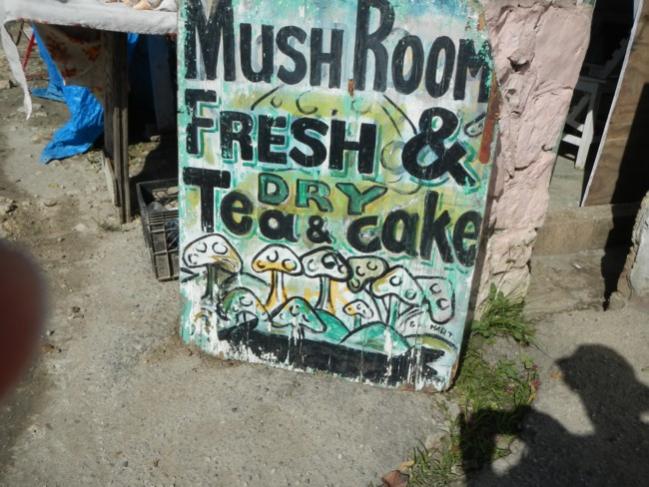 MUSHROOM
FRESH &
DRY
Tea & cake